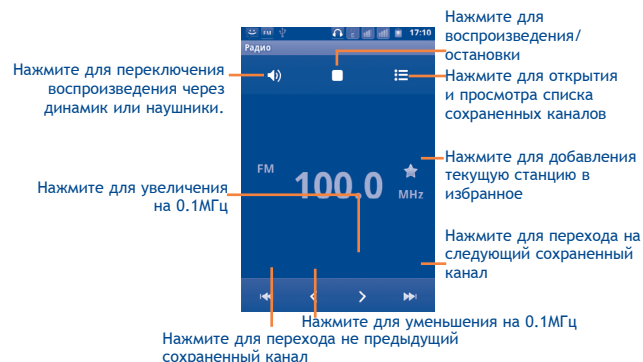 Нажмите для
воспроизведения/
остановки
FM
17:10
Радио
Нажмите для переключения
воспроизведения через
динамик или наушники.
Нажмите для открытия
и просмотра списка
сохраненных каналов
FM
100.0
MHz
Нажмите для добавления
текущую станцию в
избранное
Нажмите для увеличения
на 0.1МГц
Нажмите для перехода на
следующий сохраненный
канал
Нажмите для уменьшения на 0.1МГц
Нажмите для перехода не предыдущий
сохраненный канал